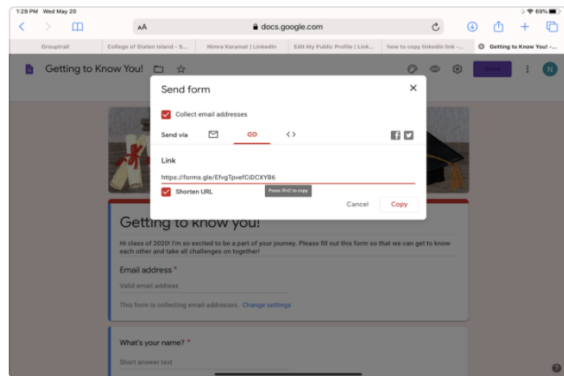 1:29 PM Wed May 20
69%
AA
docs.google.com
Grouptrail
College of Staten Island - S...
Nimra Karamat | LinkedIn
Edit My Public Profile | Link...
how to copy linkedin link -...
Getting to Know You! -...
Getting to Know You!
N
Send form
Collect email addresses
Send via
Link
https://forms.gle/EfvgTpvefCiDCXYB6
to copy
Shorten URL
Cancel
Copy
Getting to know you!
Hi class of 2020! I'm so excited to be a part of your journey. Please fill out this form so that we can get to know
each other and take all challenges on together!
Email address *
Valid email address
This form is collecting email addresses. Change settings
What's your name? *
Short answer text